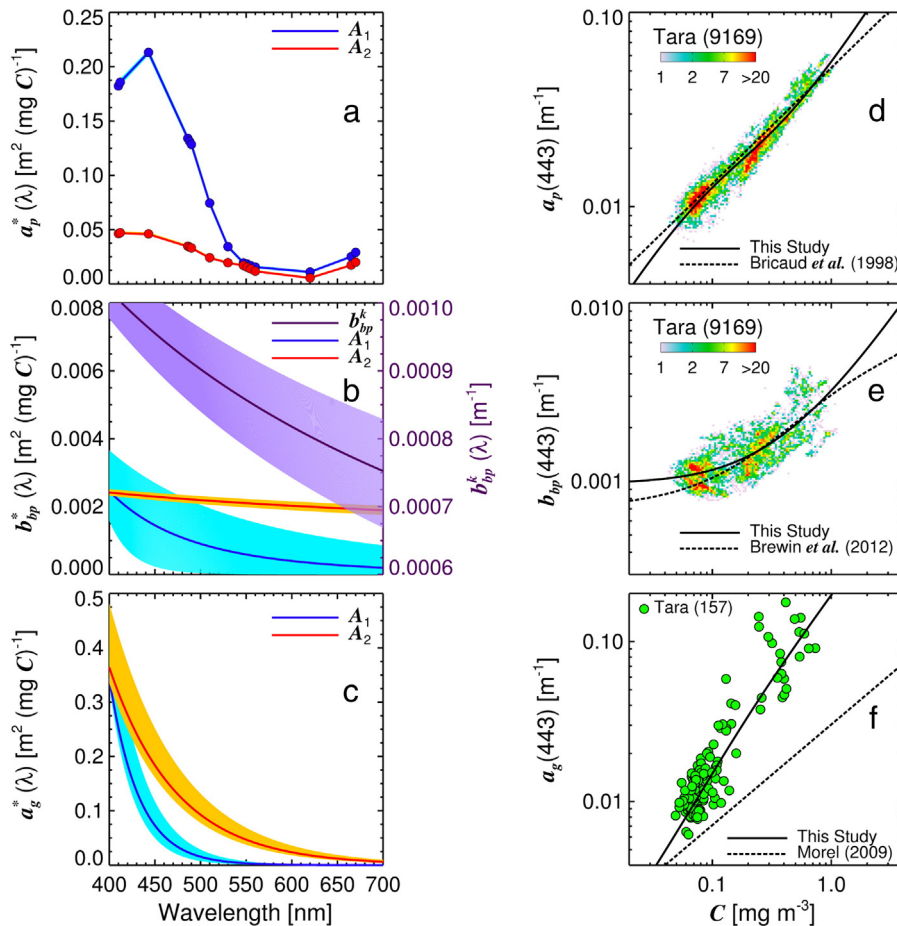 a*p (λ) [m2 (mg C)-1]
0.25
0.20
0.15
0.10
0.05
0.00
A1
A2
a
b*bp (λ) [m2 (mg C)-1]
0.008
0.006
0.004
0.002
0.000
bkbp
A1
A2
b
0.0010
0.0009
0.0008
0.0007
0.0006
bkbp (λ) [m-1]
a*g (λ) [m2 (mg C)-1]
0.5
0.4
0.3
0.2
0.1
0.0
A1
A2
c
400 450 500 550 600 650 700
Wavelength [nm]
ap(443) [m-1]
0.10
0.01
Tara (9169)
1 2 7 >20
d
This Study
Bricaud et al. (1998)
bbp(443) [m-1]
0.010
0.001
Tara (9169)
1 2 7 >20
e
This Study
Brewin et al. (2012)
ag(443) [m-1]
0.10
0.01
Tara (157)
f
This Study
Morel (2009)
0.1 1.0
C [mg m-3]